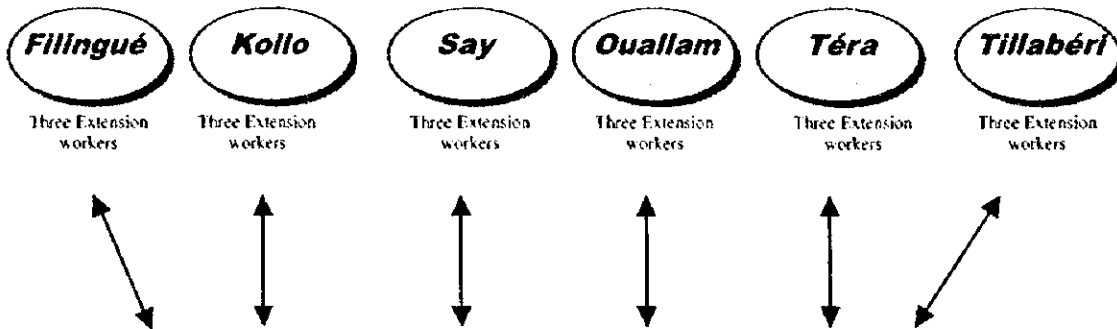 Filingué
Three Extension
workers
Kollo
Three Extension
workers
Say
Three Extension
workers
Ouallam
Three Extension
workers
Téra
Three Extension
workers
Tillabéri
Three Extension
workers